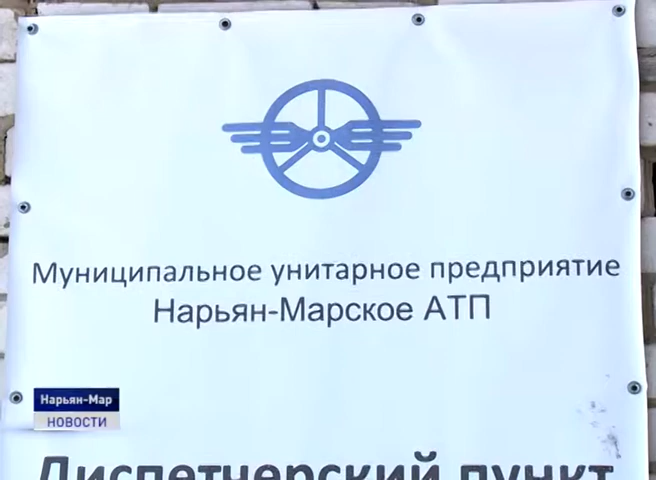 Муниципальное унитарное предприятие
Нарьян-Марское АТП
Нарьян-Мар
НОВОСТИ
Диспетчерский пункт